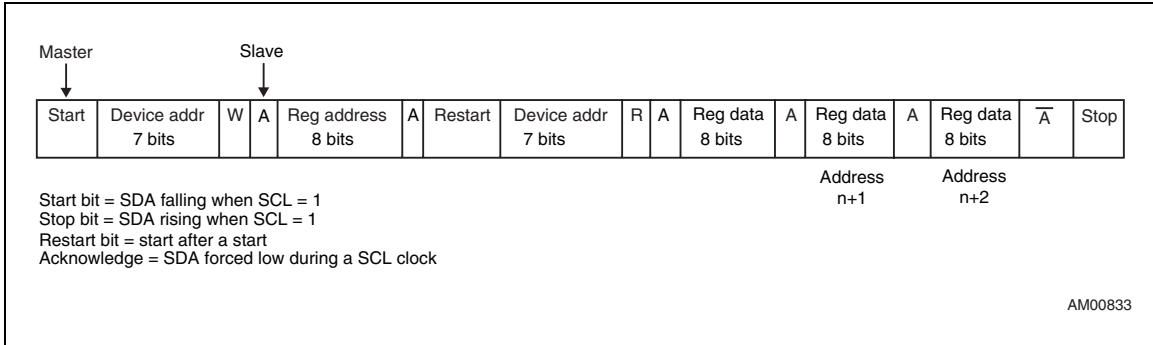 Master Slave
Start Device addr W A Reg address A Restart Device addr R A Reg data A Reg data A Reg data A̅ Stop
7 bits 8 bits 7 bits 8 bits 8 bits 8 bits
Address Address
n+1 n+2
Start bit = SDA falling when SCL = 1
Stop bit = SDA rising when SCL = 1
Restart bit = start after a start
Acknowledge = SDA forced low during a SCL clock
AM00833